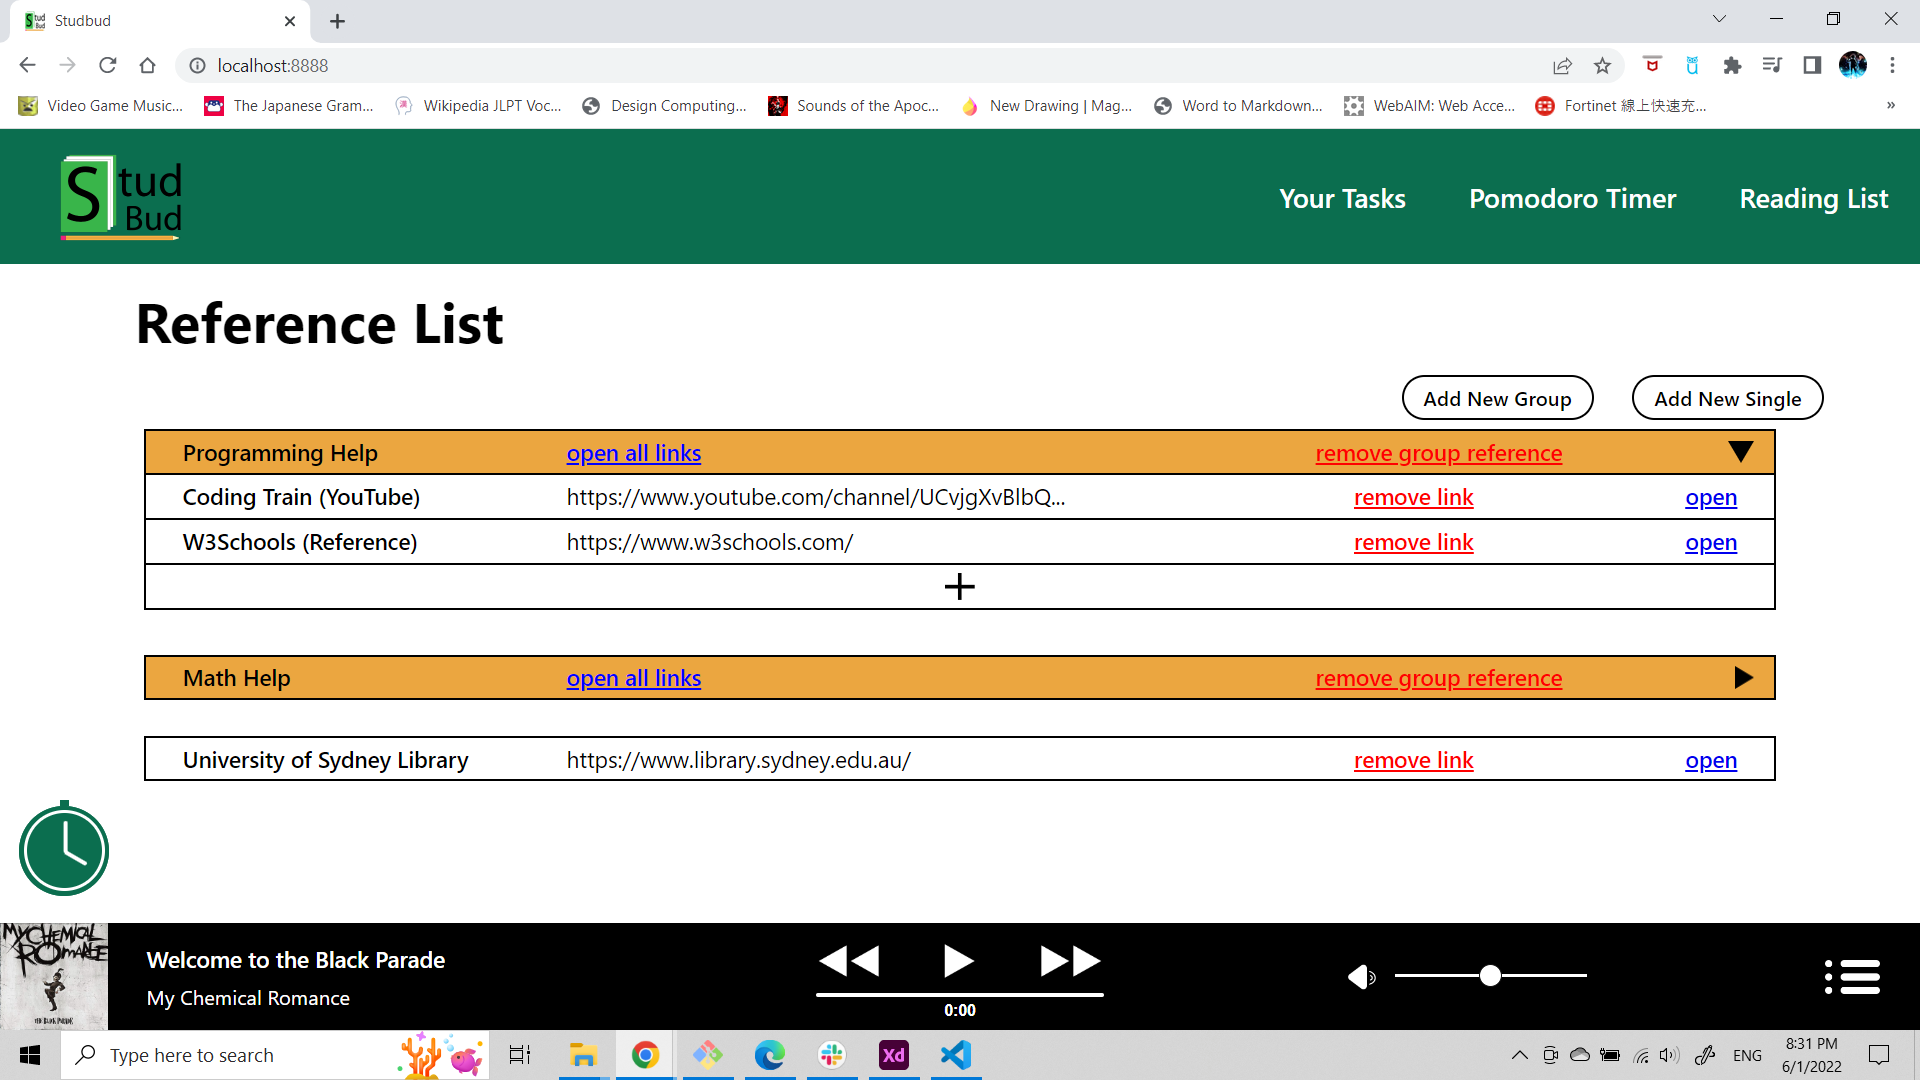 Studbud
localhost:8888
Video Game Music...
The Japanese Gram...
Wikipedia JLPT Voc...
Design Computing...
Sounds of the Apoc...
New Drawing | Mag...
Word to Markdown...
WebAIM: Web Acce...
Fortinet 線上快速充...
»
Stud
Bud
Your Tasks
Pomodoro Timer
Reading List
Reference List
Add New Group
Add New Single
Programming Help open all links remove group reference
Coding Train (YouTube) https://www.youtube.com/channel/UCvjgXvBlbQ... remove link open
W3Schools (Reference) https://www.w3schools.com/ remove link open
Math Help open all links remove group reference
University of Sydney Library https://www.library.sydney.edu.au/ remove link open
MY CHEMICAL
ROMANCE
THE BLACK PARADE
Welcome to the Black Parade
My Chemical Romance
0:00
Type here to search
Xd
ENG
8:31 PM
6/1/2022